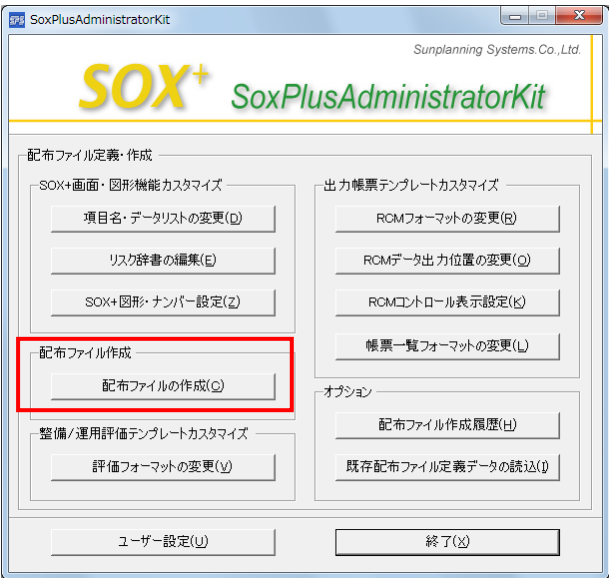 SPS SoxPlusAdministratorKit
Sunplanning Systems.Co.,Ltd.
SOX+ SoxPlusAdministratorKit
配布ファイル定義・作成
SOX+画面・図形機能カスタマイズ
項目名・データリストの変更(D)
リスク辞書の編集(E)
SOX+図形・ナンバー設定(Z)
配布ファイル作成
配布ファイルの作成(C)
整備/運用評価テンプレートカスタマイズ
評価フォーマットの変更(V)
出力帳票テンプレートカスタマイズ
RCMフォーマットの変更(R)
RCMデータ出力位置の変更(O)
RCMコントロール表示設定(K)
帳票一覧フォーマットの変更(L)
オプション
配布ファイル作成履歴(H)
既存配布ファイル定義データの読込(I)
ユーザー設定(U)
終了(X)